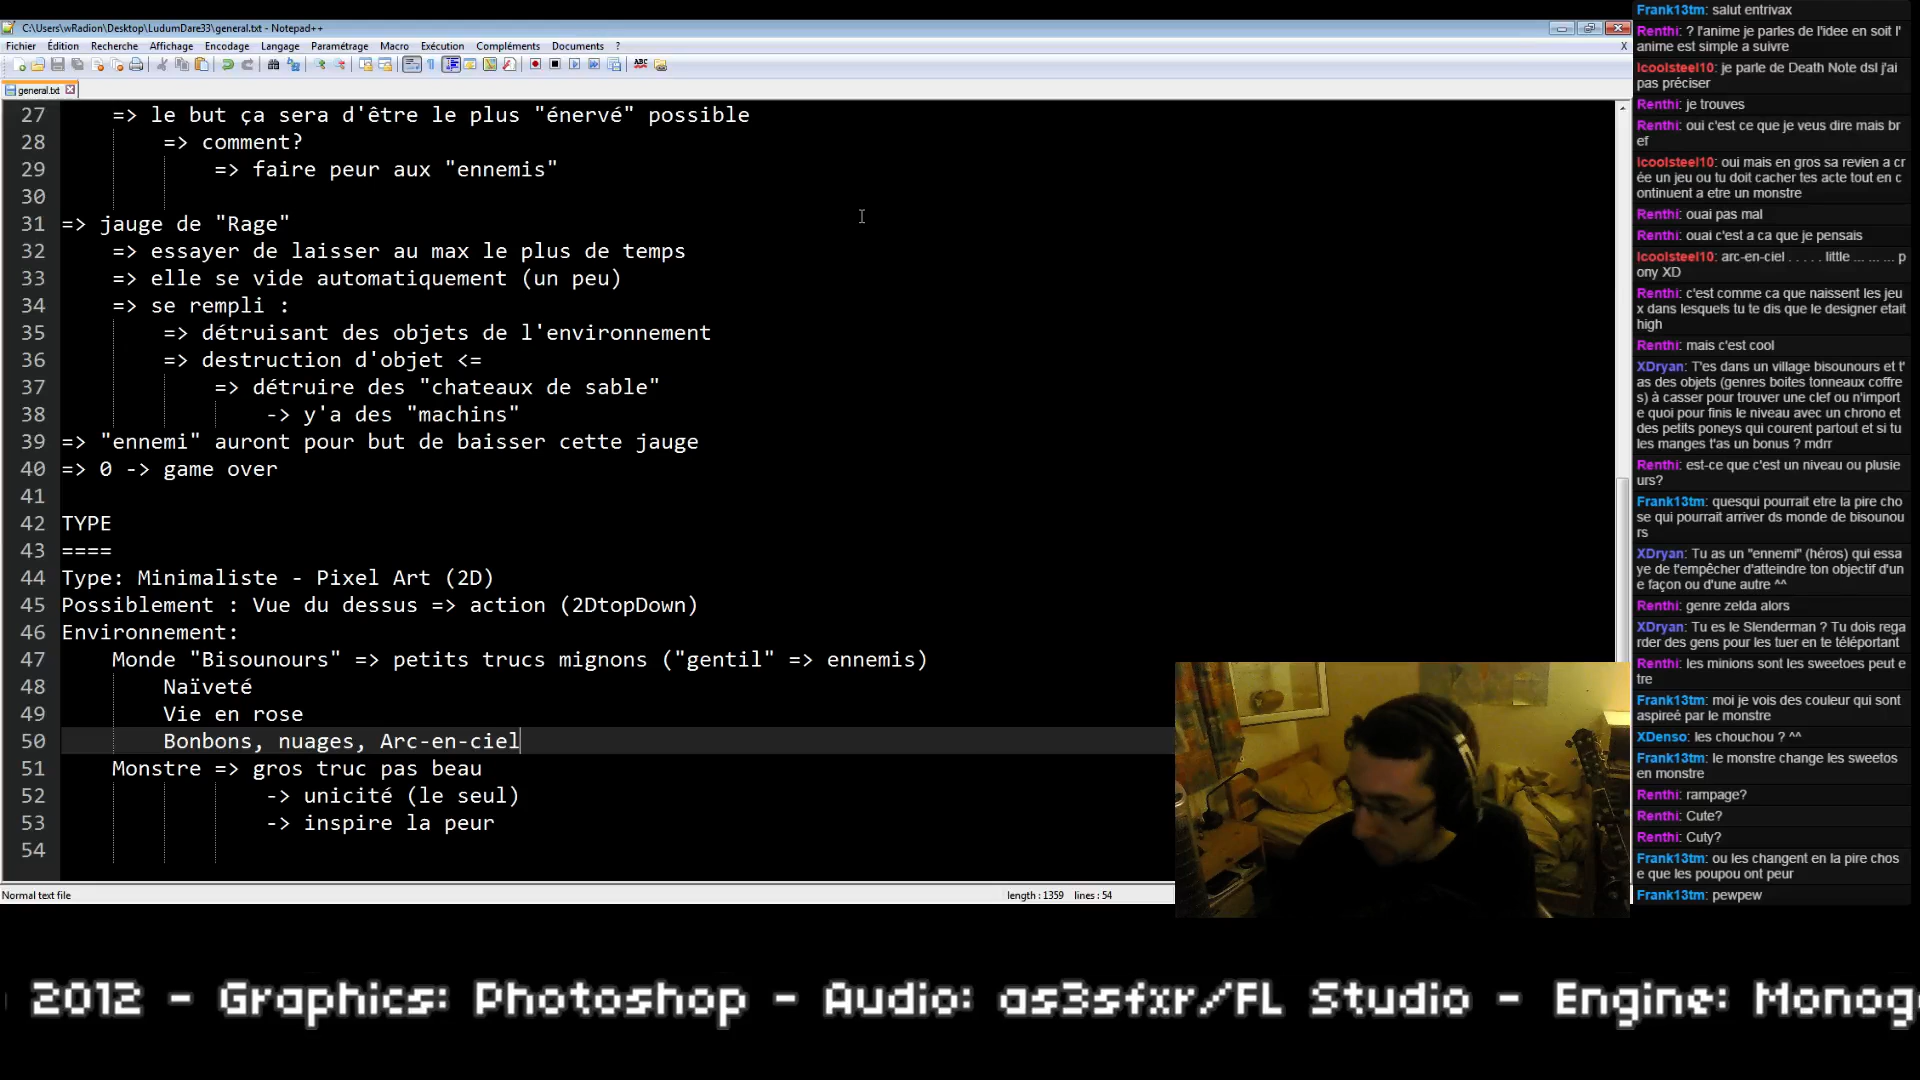 C:\Users\wRadion\Desktop\LudumDare33\general.txt - Notepad++
Fichier Édition Recherche Affichage Encodage Langage Paramétrage Macro Exécution Compléments Documents ? X
general.txt
27 => le but ça sera d'être le plus "énervé" possible
28 => comment?
29 => faire peur aux "ennemis"
30
31 => jauge de "Rage"
32 => essayer de laisser au max le plus de temps
33 => elle se vide automatiquement (un peu)
34 => se rempli :
35 => détruisant des objets de l'environnement
36 => destruction d'objet <=
37 => détruire des "chateaux de sable"
38 -> y'a des "machins"
39 => "ennemi" auront pour but de baisser cette jauge
40 => 0 -> game over
41
42 TYPE
43 ====
44 Type: Minimaliste - Pixel Art (2D)
45 Possiblement : Vue du dessus => action (2DtopDown)
46 Environnement:
47 Monde "Bisounours" => petits trucs mignons ("gentil" => ennemis)
48 Naïveté
49 Vie en rose
50 Bonbons, nuages, Arc-en-ciel
51 Monstre => gros truc pas beau
52 -> unicité (le seul)
53 -> inspire la peur
54
Normal text file
length : 1359 lines : 54
Frank13tm: salut entrivax
Renthi: ? l'anime je parles de l'idee en soit l'
anime est simple a suivre
Icoolsteel10: je parle de Death Note dsl j'ai
pas préciser
Renthi: je trouves
Renthi: oui c'est ce que je veus dire mais br
ef
Icoolsteel10: oui mais en gros sa revien a cr
ée un jeu ou tu doit cacher tes acte tout en c
ontinuent a etre un monstre
Renthi: ouai pas mal
Renthi: ouai c'est a ca que je pensais
Icoolsteel10: arc-en-ciel . . . . . little ... ... ... p
ony XD
Renthi: c'est comme ca que naissent les jeu
x dans lesquels tu te dis que le designer etait
high
Renthi: mais c'est cool
XDryan: T'es dans un village bisounours et t'
as des objets (genres boites tonneaux coffre
s) à casser pour trouver une clef ou n'import
e quoi pour finis le niveau avec un chrono et
des petits poneys qui courent partout et si tu
les manges t'as un bonus ? mdrr
Renthi: est-ce que c'est un niveau ou plusie
urs?
Frank13tm: quesqui pourrait etre la pire cho
se qui pourrait arriver ds monde de bisounou
rs
XDryan: Tu as un "ennemi" (héros) qui essa
ye de t'empêcher d'atteindre ton objectif d'un
e façon ou d'une autre ^^
Renthi: genre zelda alors
XDryan: Tu es le Slenderman ? Tu dois rega
rder des gens pour les tuer en te téléportant
Renthi: les minions sont les sweetoes peut e
tre
Frank13tm: moi je vois des couleur qui sont
aspireé par le monstre
XDenso: les chouchou ? ^^
Frank13tm: le monstre change les sweetos
en monstre
Renthi: rampage?
Renthi: Cute?
Renthi: Cuty?
Frank13tm: ou les changent en la pire chos
e que les poupou ont peur
Frank13tm: pewpew
2012 - Graphics: Photoshop - Audio: as3sfxr/FL Studio - Engine: Monog